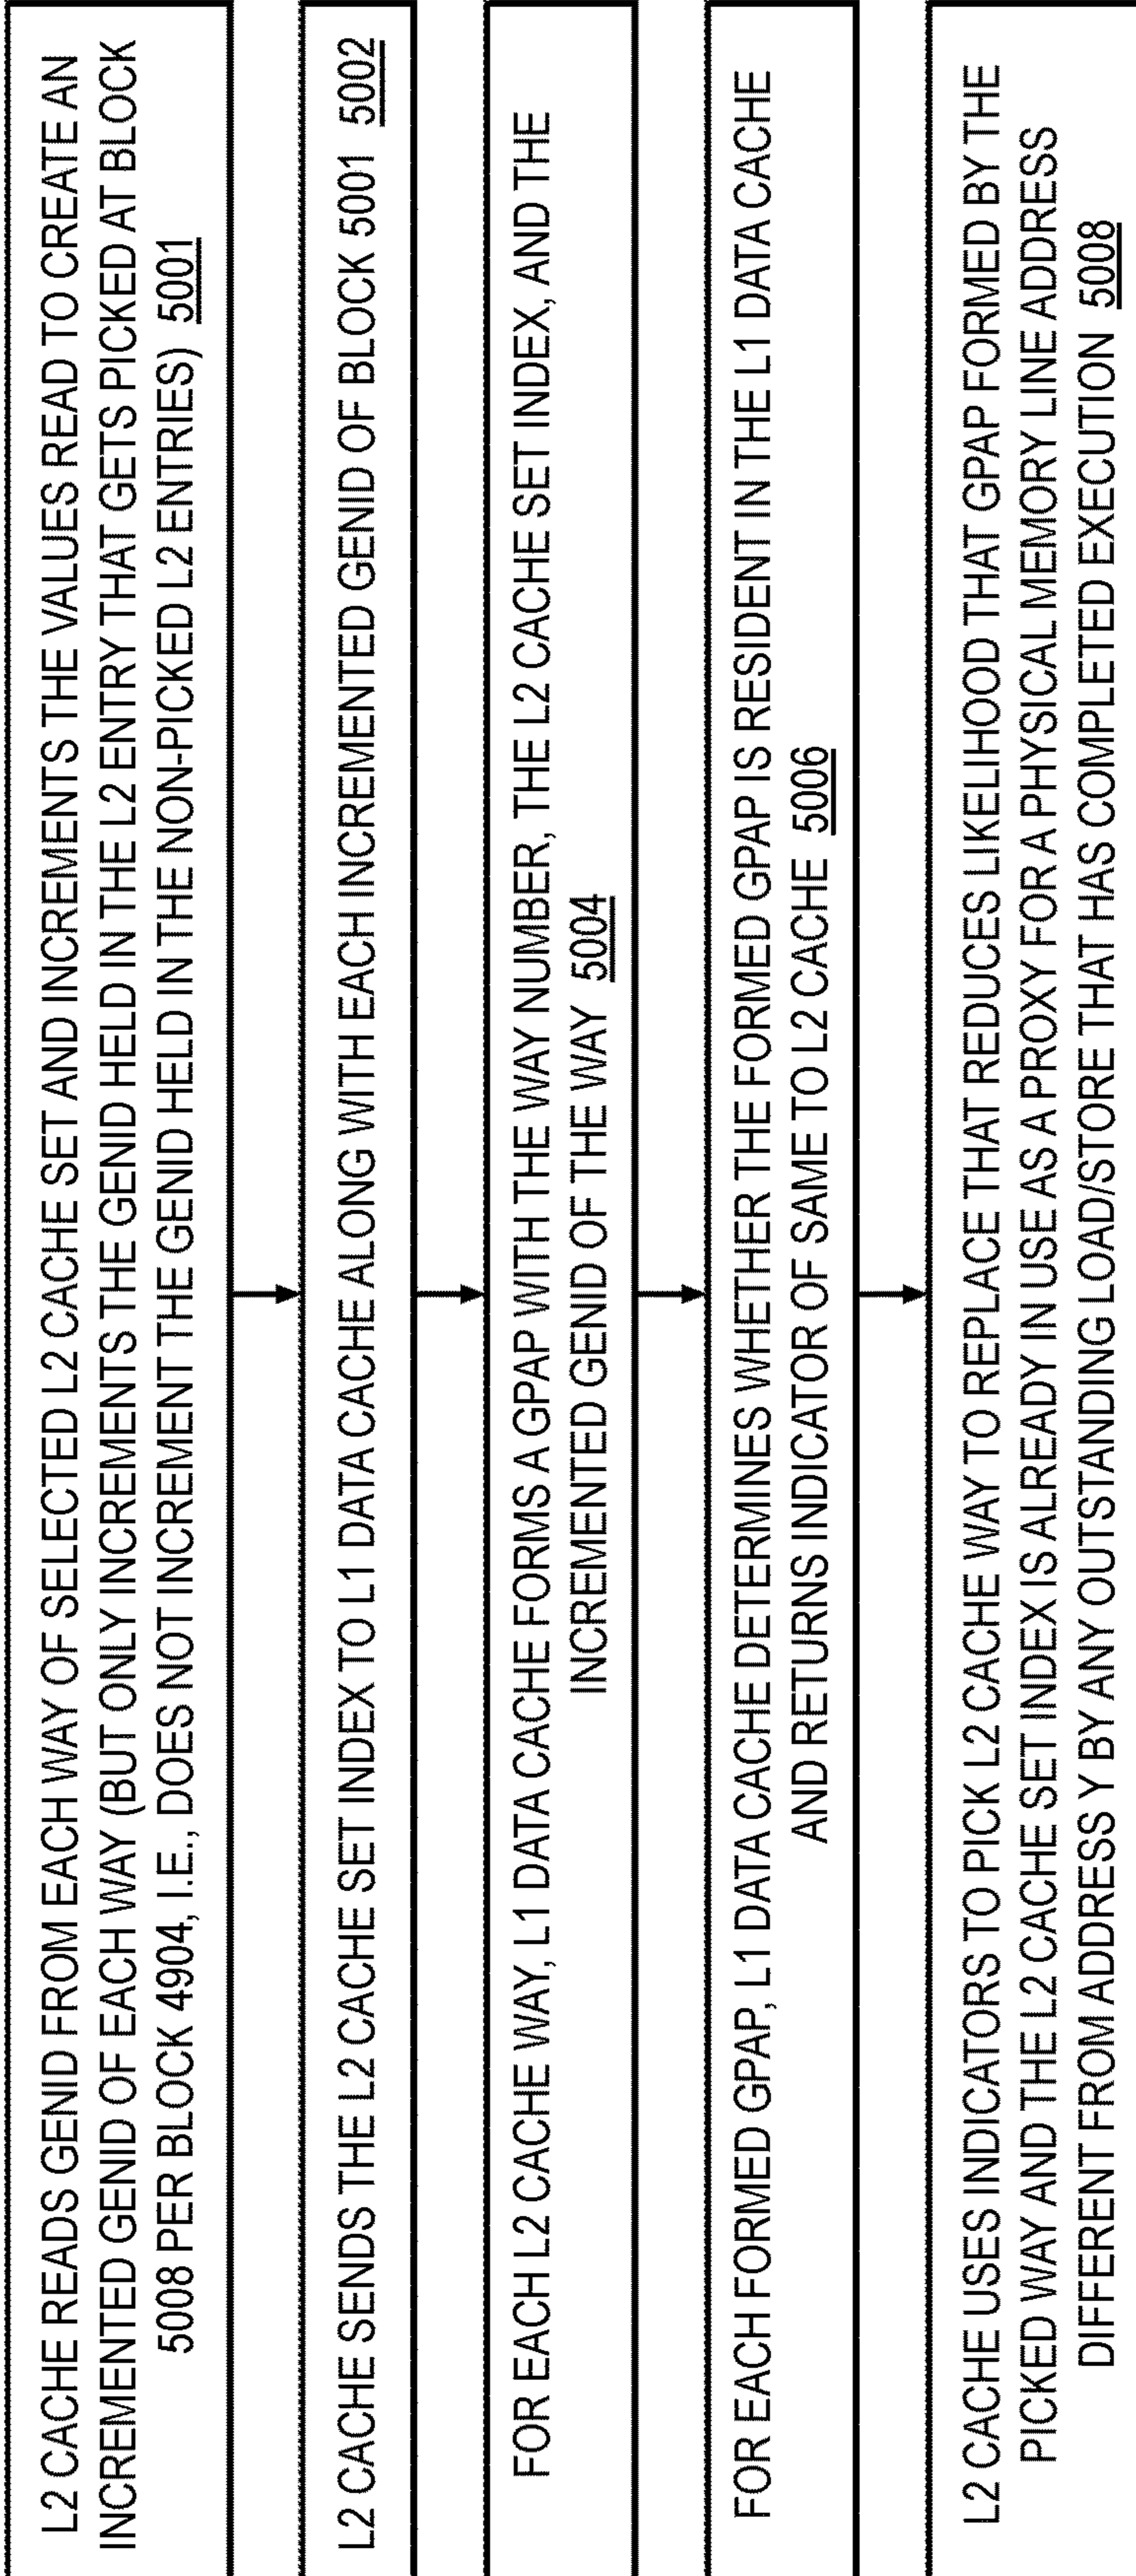 L2 CACHE READS GENID FROM EACH WAY OF SELECTED L2 CACHE SET AND INCREMENTS THE VALUES READ TO CREATE AN
INCREMENTED GENID OF EACH WAY (BUT ONLY INCREMENTS THE GENID HELD IN THE L2 ENTRY THAT GETS PICKED AT BLOCK
5008 PER BLOCK 4904, I.E., DOES NOT INCREMENT THE GENID HELD IN THE NON-PICKED L2 ENTRIES) 5001
L2 CACHE SENDS THE L2 CACHE SET INDEX TO L1 DATA CACHE ALONG WITH EACH INCREMENTED GENID OF BLOCK 5001 5002
FOR EACH L2 CACHE WAY, L1 DATA CACHE FORMS A GPAP WITH THE WAY NUMBER, THE L2 CACHE SET INDEX, AND THE
INCREMENTED GENID OF THE WAY 5004
FOR EACH FORMED GPAP, L1 DATA CACHE DETERMINES WHETHER THE FORMED GPAP IS RESIDENT IN THE L1 DATA CACHE
AND RETURNS INDICATOR OF SAME TO L2 CACHE 5006
L2 CACHE USES INDICATORS TO PICK L2 CACHE WAY TO REPLACE THAT REDUCES LIKELIHOOD THAT GPAP FORMED BY THE
PICKED WAY AND THE L2 CACHE SET INDEX IS ALREADY IN USE AS A PROXY FOR A PHYSICAL MEMORY LINE ADDRESS
DIFFERENT FROM ADDRESS Y BY ANY OUTSTANDING LOAD/STORE THAT HAS COMPLETED EXECUTION 5008